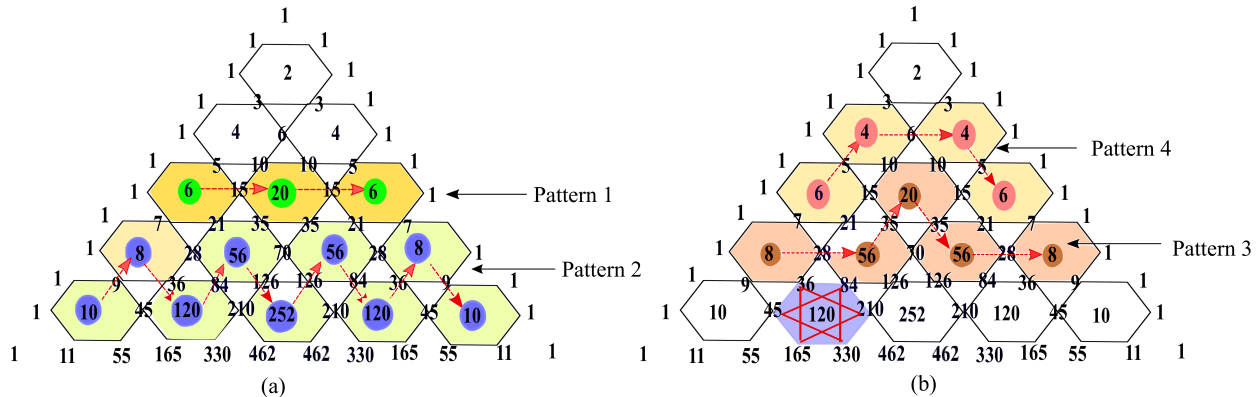 1
1 1
1 2 1
1 3 3 1
1 4 6 4 1
1 5 10 10 5 1
1 6 15 20 15 6 1
Pattern 1
1 7 21 35 35 21 7 1
1 8 28 56 70 56 28 8 1
Pattern 2
1 9 36 84 126 126 84 36 9 1
1 10 45 120 210 252 210 120 45 10 1
1 11 55 165 330 462 462 330 165 55 11 1
(a)
1
1 1
1 2 1
1 3 3 1
1 4 6 4 1
Pattern 4
1 5 10 10 5 1
1 6 15 20 15 6 1
1 7 21 35 35 21 7 1
1 8 28 56 70 56 28 8 1
Pattern 3
1 9 36 84 126 126 84 36 9 1
1 10 45 120 210 252 210 120 45 10 1
1 11 55 165 330 462 462 330 165 55 11 1
(b)